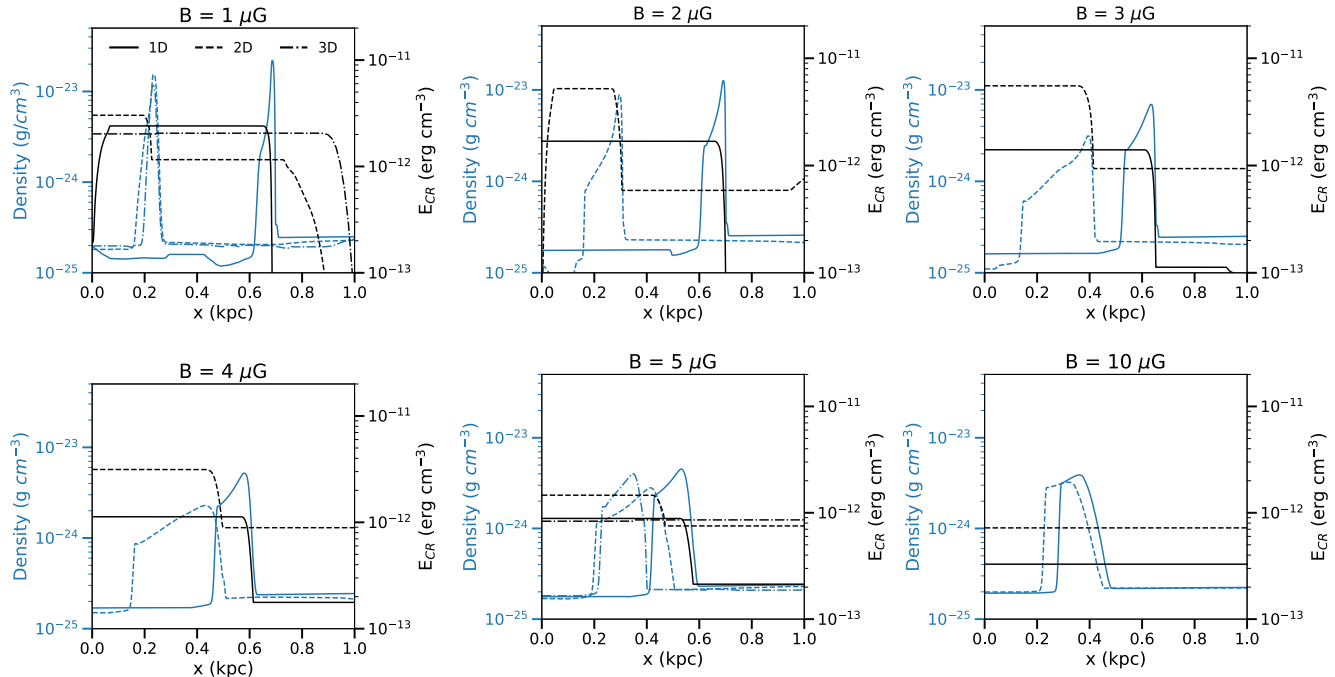 B = 1 μG
B = 2 μG
B = 3 μG
1D 2D 3D
Density (g/cm³)
10⁻²³
10⁻²⁴
10⁻²⁵
10⁻¹¹
10⁻¹²
10⁻¹³
E_CR (erg cm⁻³)
0.0 0.2 0.4 0.6 0.8 1.0
x (kpc)
Density (g cm⁻³)
10⁻²³
10⁻²⁴
10⁻²⁵
10⁻¹¹
10⁻¹²
10⁻¹³
E_CR (erg cm⁻³)
0.0 0.2 0.4 0.6 0.8 1.0
x (kpc)
Density (g cm⁻³)
10⁻²³
10⁻²⁴
10⁻²⁵
10⁻¹¹
10⁻¹²
10⁻¹³
E_CR (erg cm⁻³)
0.0 0.2 0.4 0.6 0.8 1.0
x (kpc)
B = 4 μG
B = 5 μG
B = 10 μG
Density (g cm⁻³)
10⁻²³
10⁻²⁴
10⁻²⁵
10⁻¹¹
10⁻¹²
10⁻¹³
E_CR (erg cm⁻³)
0.0 0.2 0.4 0.6 0.8 1.0
x (kpc)
Density (g cm⁻³)
10⁻²³
10⁻²⁴
10⁻²⁵
10⁻¹¹
10⁻¹²
10⁻¹³
E_CR (erg cm⁻³)
0.0 0.2 0.4 0.6 0.8 1.0
x (kpc)
Density (g cm⁻³)
10⁻²³
10⁻²⁴
10⁻²⁵
10⁻¹¹
10⁻¹²
10⁻¹³
E_CR (erg cm⁻³)
0.0 0.2 0.4 0.6 0.8 1.0
x (kpc)